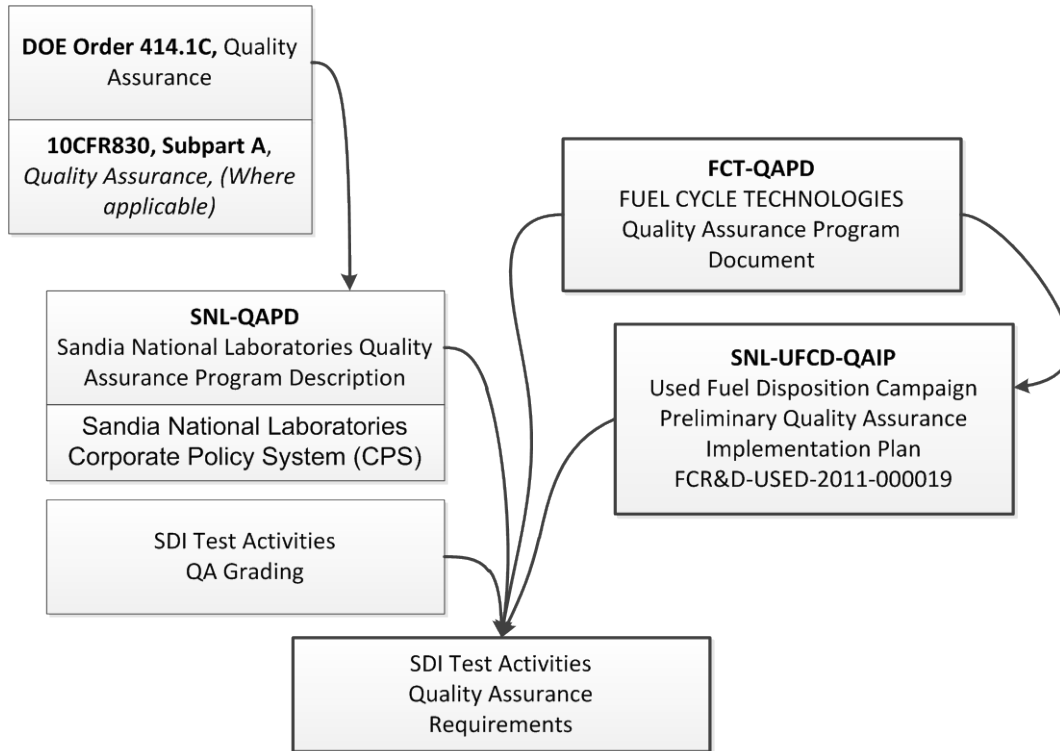 DOE Order 414.1C, Quality
Assurance
10CFR830, Subpart A,
Quality Assurance, (Where
applicable)
SNL-QAPD
Sandia National Laboratories Quality
Assurance Program Description
Sandia National Laboratories
Corporate Policy System (CPS)
SDI Test Activities
QA Grading
FCT-QAPD
FUEL CYCLE TECHNOLOGIES
Quality Assurance Program
Document
SNL-UFCD-QAIP
Used Fuel Disposition Campaign
Preliminary Quality Assurance
Implementation Plan
FCR&D-USED-2011-000019
SDI Test Activities
Quality Assurance
Requirements